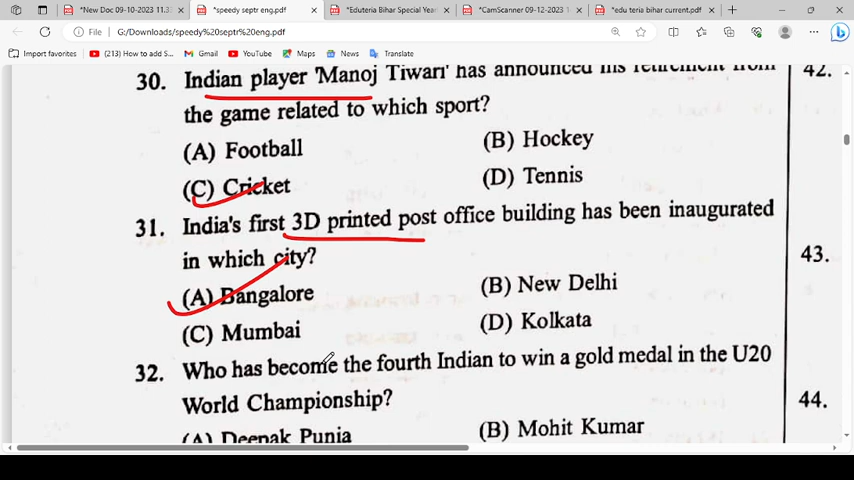 *New Doc 09-10-2023 11.3
*speedy septr eng.pdf
*Eduteria Bihar Special Year
*CamScanner 09-12-2023 1
*edu teria bihar current.pdf
File
G:/Downloads/speedy%20septr%20eng.pdf
Import favorites
(213) How to add S...
Gmail
YouTube
Maps
News
Translate
30. Indian player 'Manoj Tiwari' has announced his retirement from
42.
the game related to which sport?
(A) Football
(B) Hockey
(C) Cricket
(D) Tennis
31. India's first 3D printed post office building has been inaugurated
in which city?
43.
(A) Bangalore
(B) New Delhi
(C) Mumbai
(D) Kolkata
32. Who has become the fourth Indian to win a gold medal in the U20
World Championship?
44.
(A) Deepak Punia
(B) Mohit Kumar